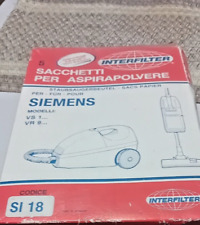 5
INTERFILTER
SACCHETTI
PER ASPIRAPOLVERE
STAUBSAUGERBEUTEL - SACS PAPIER
PER - FÜR - POUR
SIEMENS
MODELLI:
VS 1...
VR 6...
CODICE
SI 18
INTERFILTER